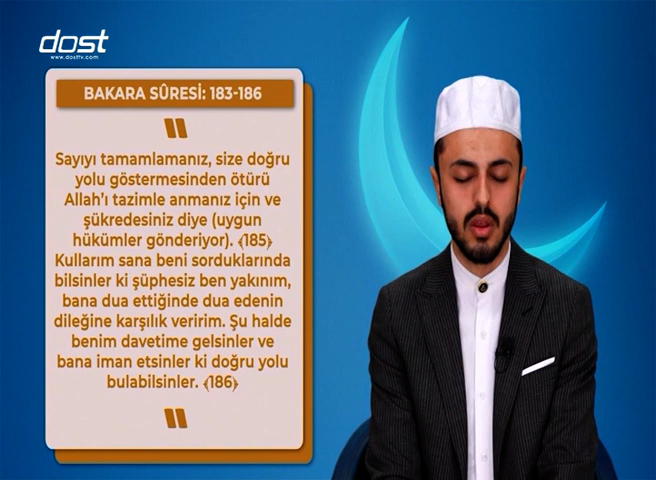 dost
www.dosttv.com
BAKARA SÛRESİ: 183-186
Sayıyı tamamlamanız, size doğru
yolu göstermesinden ötürü
Allah'ı tazimle anmanız için ve
şükredesiniz diye (uygun
hükümler gönderiyor). ﴾185﴿
Kullarım sana beni sorduklarında
bilsinler ki şüphesiz ben yakınım,
bana dua ettiğinde dua edenin
dileğine karşılık veririm. Şu halde
benim davetime gelsinler ve
bana iman etsinler ki doğru yolu
bulabilsinler. ﴾186﴿